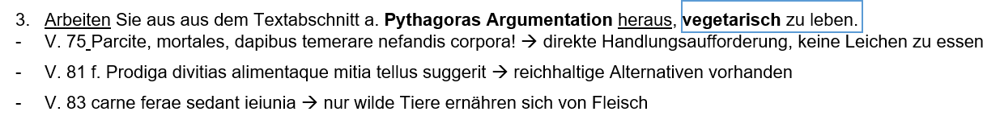 3. Arbeiten Sie aus aus dem Textabschnitt a. Pythagoras Argumentation heraus, vegetarisch zu leben.
- V. 75 Parcite, mortales, dapibus temerare nefandis corpora! → direkte Handlungsaufforderung, keine Leichen zu essen
- V. 81 f. Prodiga divitias alimentaque mitia tellus suggerit → reichhaltige Alternativen vorhanden
- V. 83 carne ferae sedant ieiunia → nur wilde Tiere ernähren sich von Fleisch